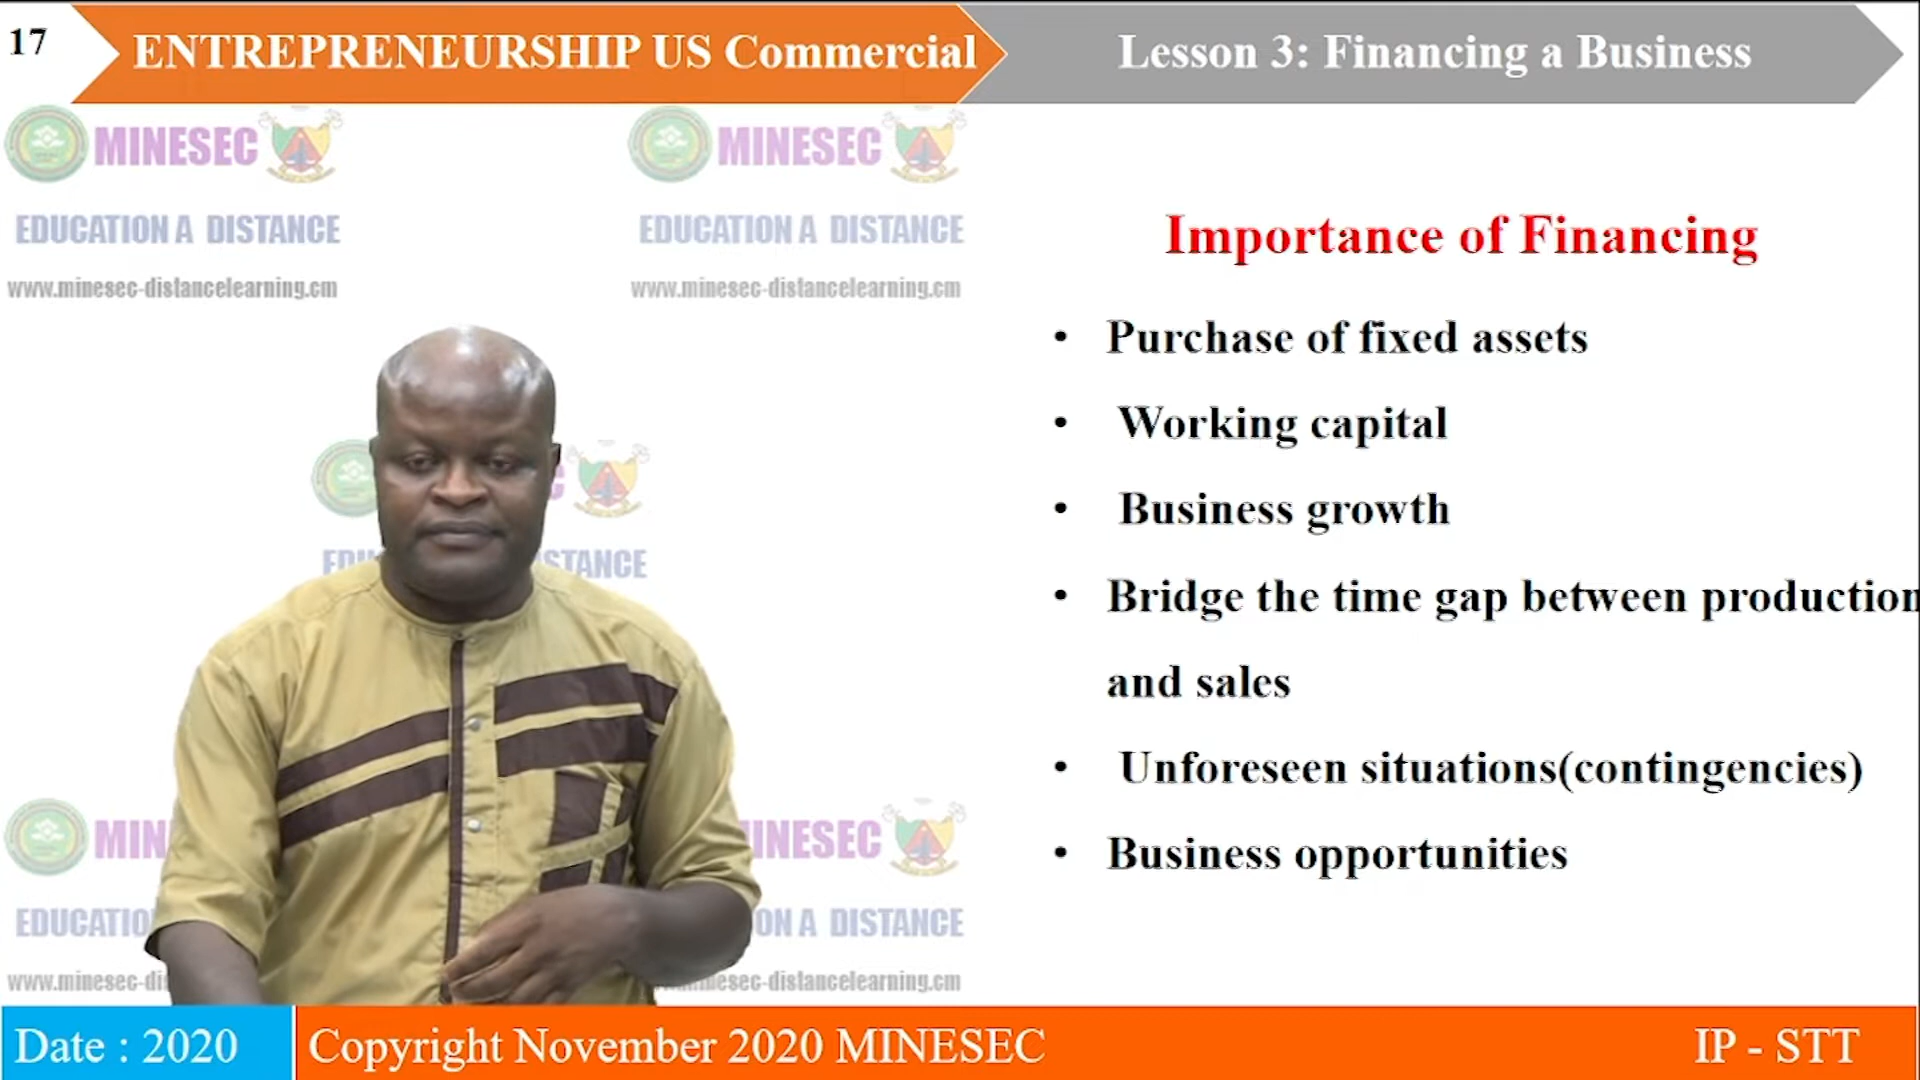 17
ENTREPRENEURSHIP US Commercial
Lesson 3: Financing a Business
MINESEC
MINESEC
EDUCATION A DISTANCE
EDUCATION A DISTANCE
www.minesec-distancelearning.cm
www.minesec-distancelearning.cm
Importance of Financing
• Purchase of fixed assets
• Working capital
• Business growth
• Bridge the time gap between production
and sales
• Unforeseen situations(contingencies)
• Business opportunities
Date : 2020
Copyright November 2020 MINESEC
IP - STT